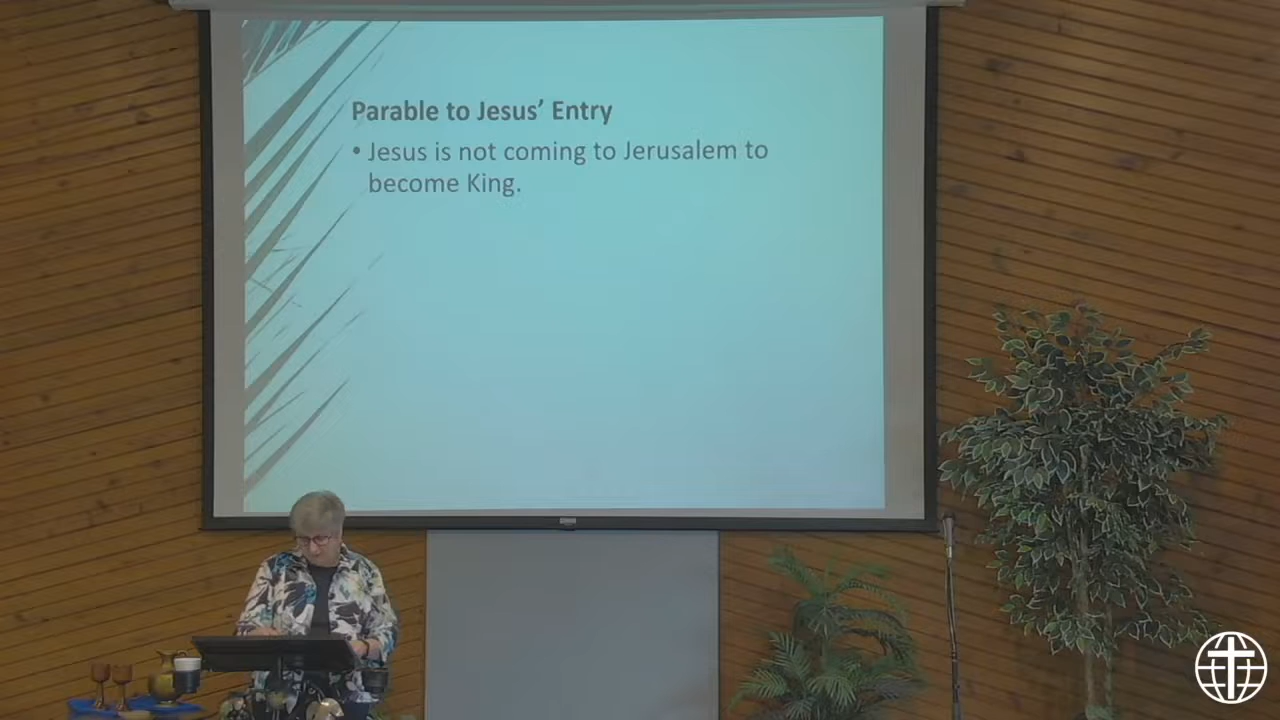 Parable to Jesus’ Entry
• Jesus is not coming to Jerusalem to
become King.